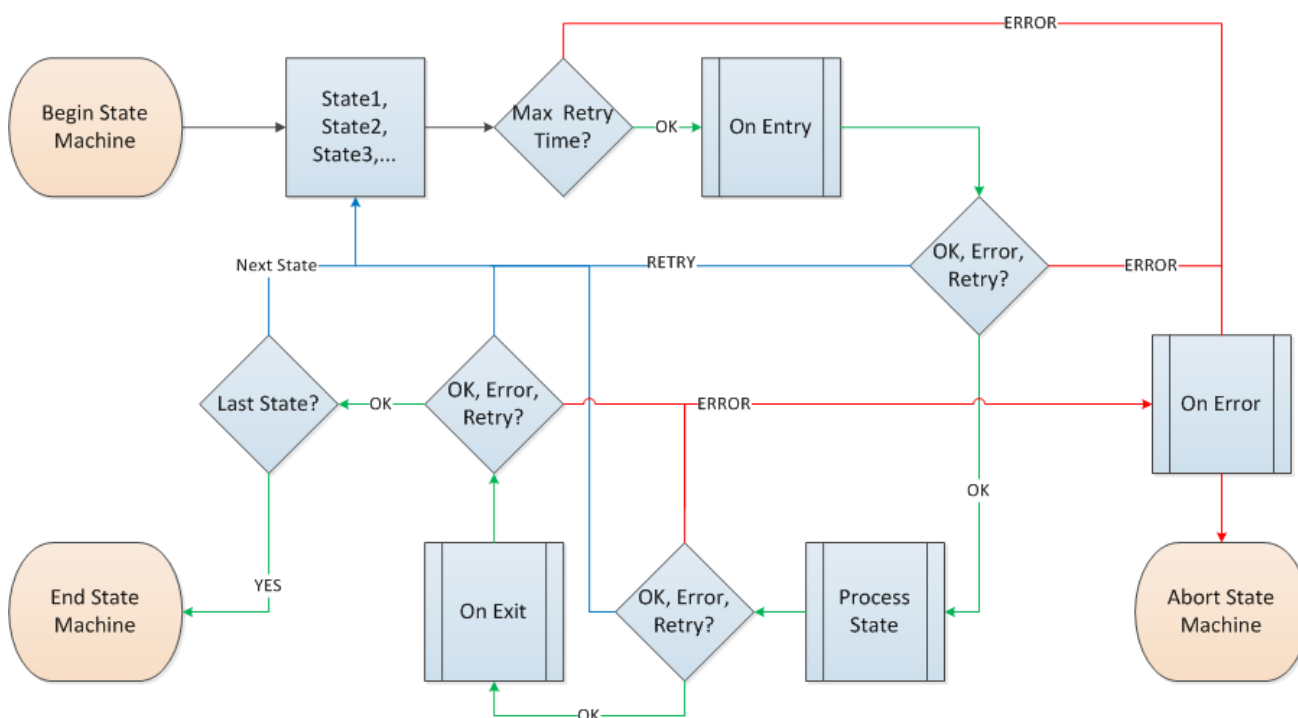 ERROR
Begin State
Machine
State1,
State2,
State3,...
Max Retry
Time?
OK
On Entry
Next State
RETRY
OK, Error,
Retry?
ERROR
Last State?
OK
OK, Error,
Retry?
ERROR
On Error
OK
YES
End State
Machine
On Exit
OK, Error,
Retry?
Process
State
Abort State
Machine
OK